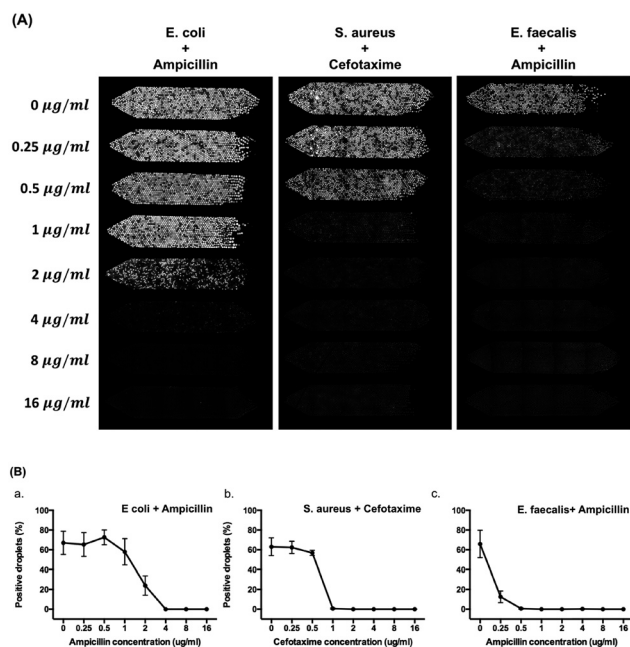 (A)
E. coli
+
Ampicillin
S. aureus
+
Cefotaxime
E. faecalis
+
Ampicillin
0 μg/ml
0.25 μg/ml
0.5 μg/ml
1 μg/ml
2 μg/ml
4 μg/ml
8 μg/ml
16 μg/ml
(B)
a.
E coli + Ampicillin
Positive droplets (%)
100
80
60
40
20
0
0 0.25 0.5 1 2 4 8 16
Ampicillin concentration (ug/ml)
b.
S. aureus + Cefotaxime
Positive droplets (%)
100
80
60
40
20
0
0 0.25 0.5 1 2 4 8 16
Cefotaxime concentration (ug/ml)
c.
E. faecalis+ Ampicillin
Positive droplets (%)
100
80
60
40
20
0
0 0.25 0.5 1 2 4 8 16
Ampicillin concentration (ug/ml)